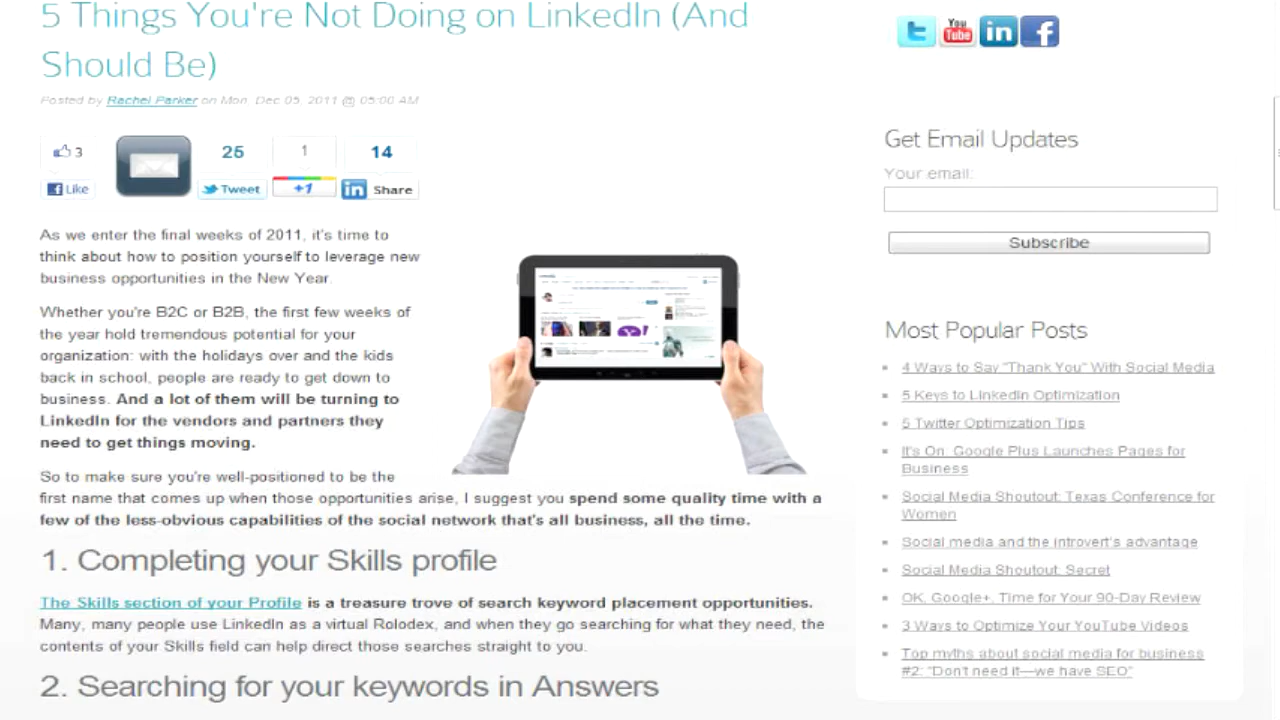 5 Things You're Not Doing on LinkedIn (And
Should Be)
Posted by Rachel Parker on Mon, Dec 05, 2011 @ 05:00 AM
3
Like
25
Tweet
1
+1
14
in Share
As we enter the final weeks of 2011, it's time to
think about how to position yourself to leverage new
business opportunities in the New Year.
Whether you're B2C or B2B, the first few weeks of
the year hold tremendous potential for your
organization: with the holidays over and the kids
back in school, people are ready to get down to
business. And a lot of them will be turning to
LinkedIn for the vendors and partners they
need to get things moving.
So to make sure you're well-positioned to be the
first name that comes up when those opportunities arise, I suggest you spend some quality time with a
few of the less-obvious capabilities of the social network that's all business, all the time.
1. Completing your Skills profile
The Skills section of your Profile is a treasure trove of search keyword placement opportunities.
Many, many people use LinkedIn as a virtual Rolodex, and when they go searching for what they need, the
contents of your Skills field can help direct those searches straight to you.
2. Searching for your keywords in Answers
You
Tube
in
Get Email Updates
Your email:
Subscribe
Most Popular Posts
4 Ways to Say "Thank You" With Social Media
5 Keys to LinkedIn Optimization
5 Twitter Optimization Tips
It's On: Google Plus Launches Pages for
Business
Social Media Shoutout: Texas Conference for
Women
Social media and the introvert's advantage
Social Media Shoutout: Secret
OK, Google+, Time for Your 90-Day Review
3 Ways to Optimize Your YouTube Videos
Top myths about social media for business
#2: "Don't need it—we have SEO"